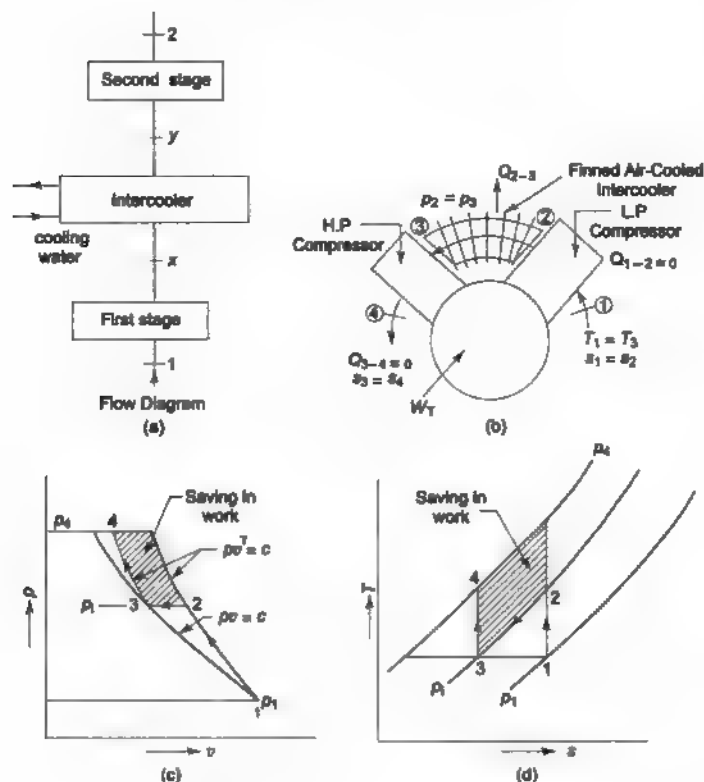 2
Second stage
y
Intercooler
cooling
water
x
First stage
1
Flow Diagram
(a)
Q2-3
Finned Air-Cooled
Intercooler
p2 = p3
③
②
H.P
Compressor
L.P
Compressor
Q1-2 = 0
④
①
Q3-4 = 0
s3 = s4
T1 = T3
s1 = s2
WT
(b)
Saving in
work
p4
4
pvγ = c
pi
3
2
pv = c
p
p1
1
v
(c)
p4
Saving in
work
4
2
T
3
1
pi
p1
s
(d)